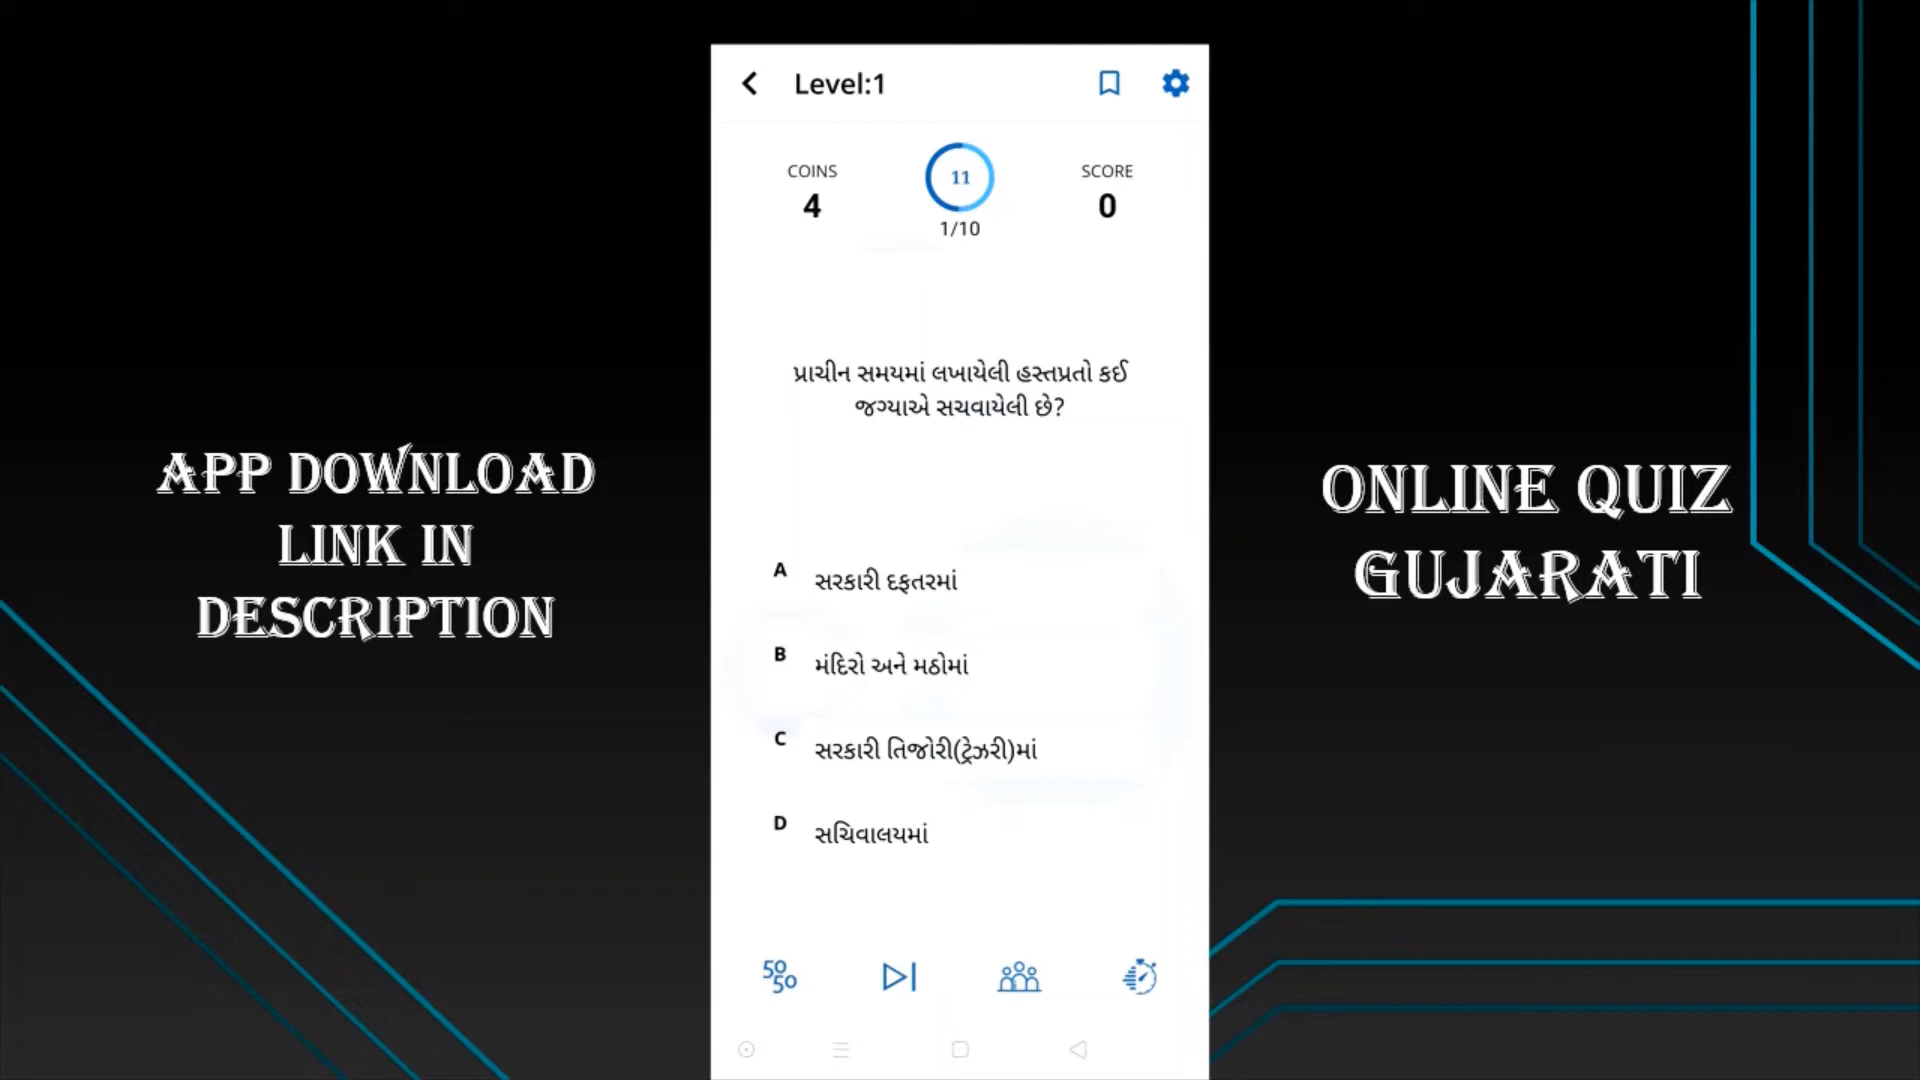 Level:1
COINS
4
11
1/10
SCORE
0
પ્રાચીન સમયમાં લખાયેલી હસ્તપ્રતો કઈ
જગ્યાએ સચવાયેલી છે?
A સરકારી દફતરમાં
B મંદિરો અને મઠોમાં
C સરકારી તિજોરી(ટ્રેઝરી)માં
D સચિવાલયમાં
50
50
APP DOWNLOAD
LINK IN
DESCRIPTION
ONLINE QUIZ
GUJARATI